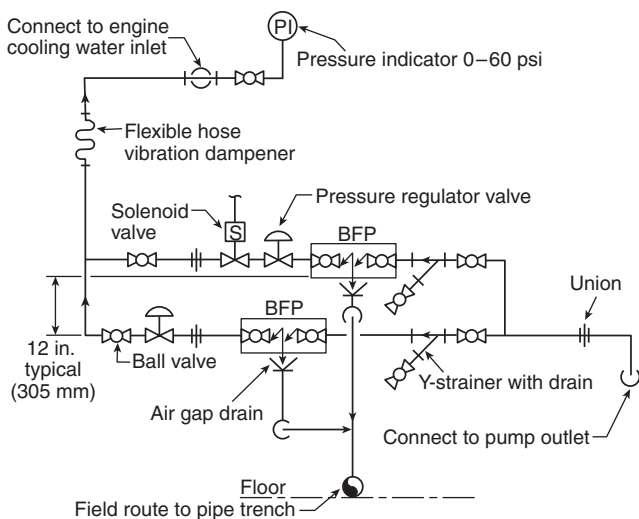 Connect to engine
cooling water inlet
PI
Pressure indicator 0–60 psi
Flexible hose
vibration dampener
Pressure regulator valve
Solenoid
valve
S
BFP
Union
BFP
12 in.
typical
(305 mm)
Ball valve
Y-strainer with drain
Air gap drain
Connect to pump outlet
Floor
Field route to pipe trench